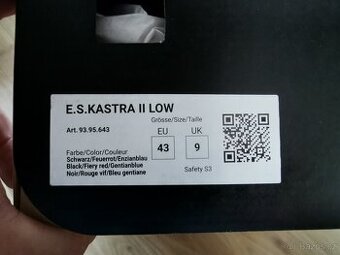 E.S.KASTRA II LOW
Art. 93.95.643
Grösse/Size/Taille
EU
UK
43
9
Farbe/Color/Couleur
Schwarz/Feuerrot/Enzianblau
Black/Fiery red/Gentianblue
Noir/Rouge vif/Bleu gentiane
Safety S3